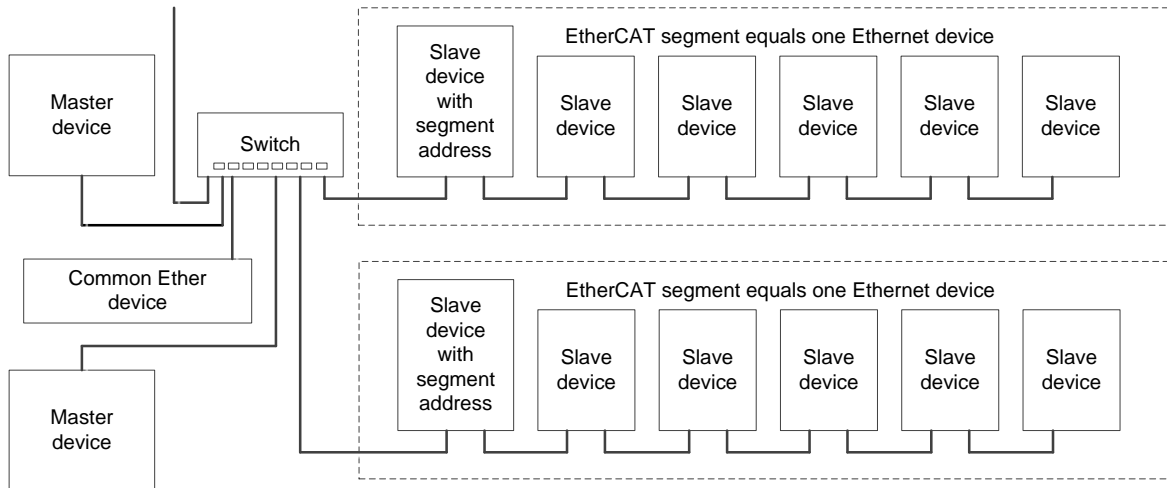 EtherCAT segment equals one Ethernet device
Slave
device
with
segment
address
Slave
device
Slave
device
Slave
device
Slave
device
Slave
device
Master
device
Switch
Common Ether
device
EtherCAT segment equals one Ethernet device
Slave
device
with
segment
address
Slave
device
Slave
device
Slave
device
Slave
device
Slave
device
Master
device